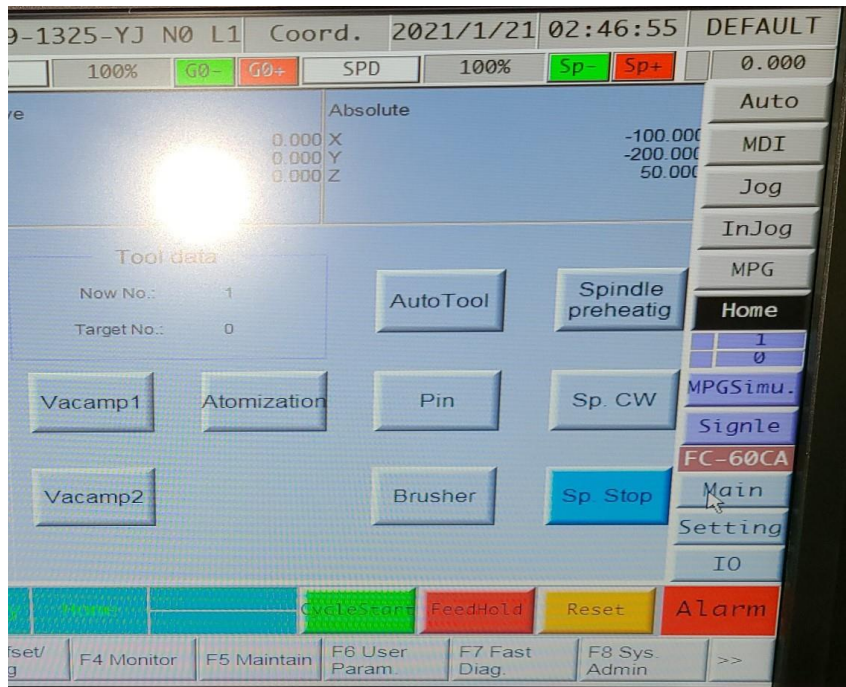 9-1325-YJ N0 L1 Coord. 2021/1/21 02:46:55 DEFAULT
100% G0- G0+ SPD 100% Sp- Sp+ 0.000
Absolute
0.000 X -100.000
0.000 Y -200.000
0.000 Z 50.000
Auto
MDI
Jog
InJog
MPG
Home
1
0
MPGSimu.
Signle
FC-60CA
Main
Setting
IO
Tool data
Now No.: 1
Target No.: 0
AutoTool
Spindle
preheatig
Vacamp1 Atomization Pin Sp. CW
Vacamp2 Brusher Sp. Stop
Home CycleStart FeedHold Reset Alarm
F4 Monitor F5 Maintain
F6 User
Param.
F7 Fast
Diag.
F8 Sys.
Admin
>>